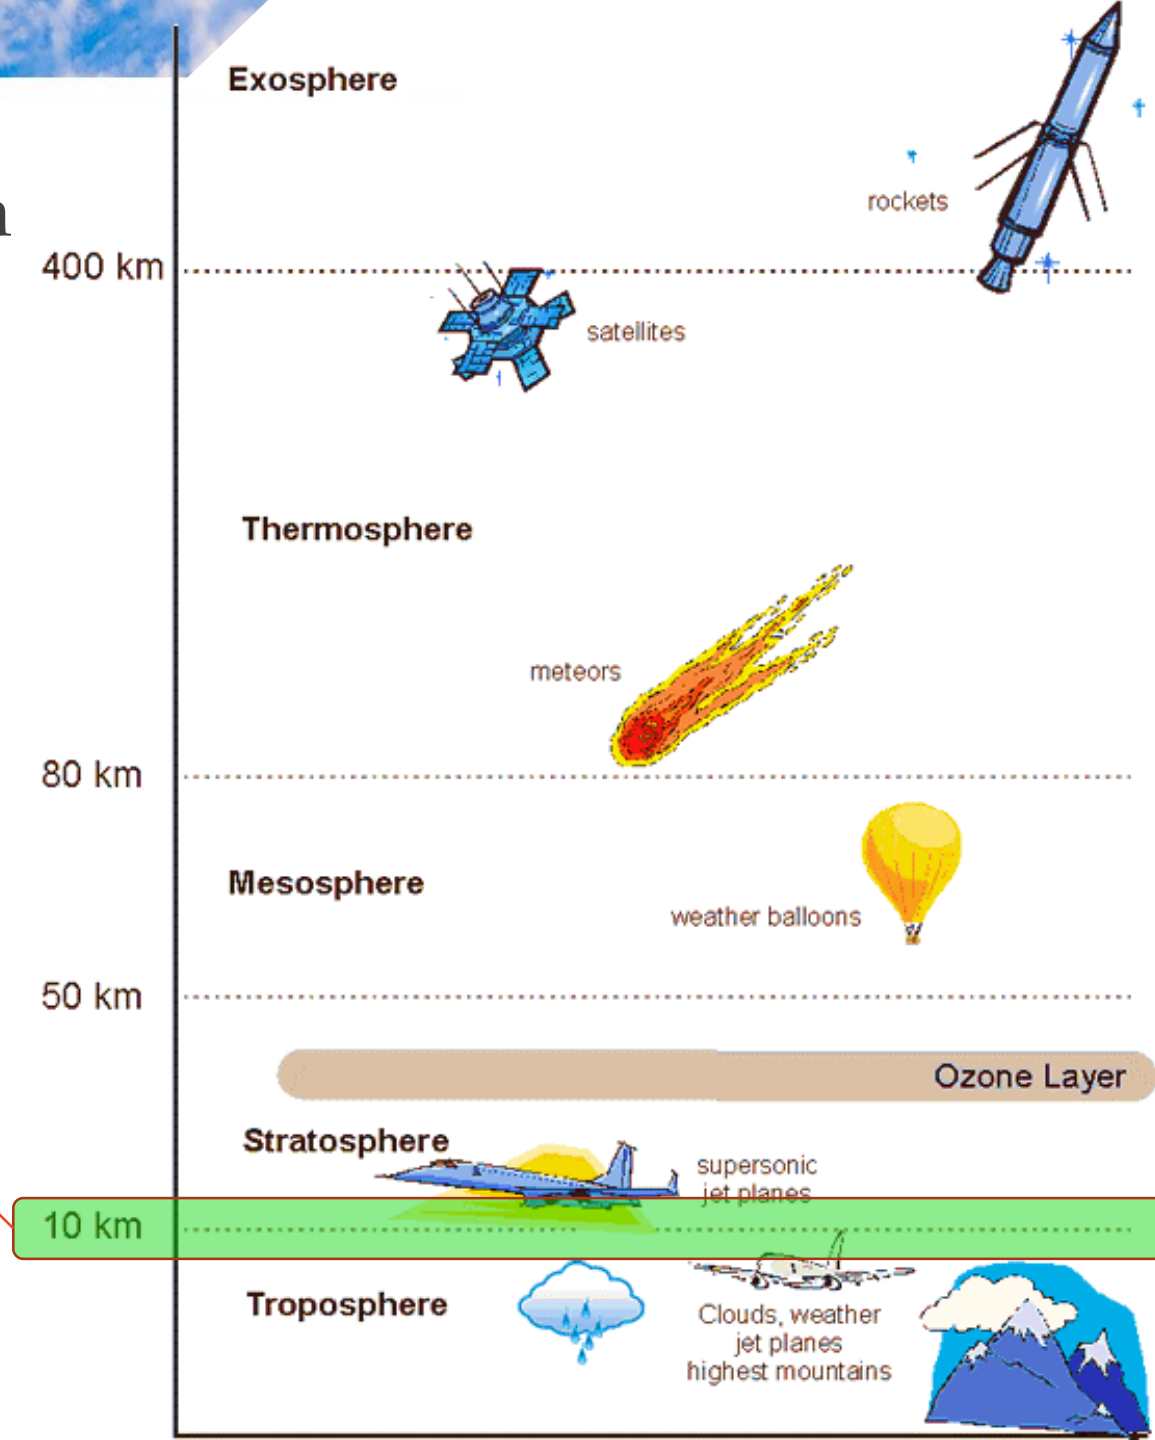 Exosphere
rockets
400 km
satellites
Thermosphere
meteors
80 km
Mesosphere
weather balloons
50 km
Ozone Layer
Stratosphere
supersonic
jet planes
10 km
Troposphere
Clouds, weather
jet planes
highest mountains